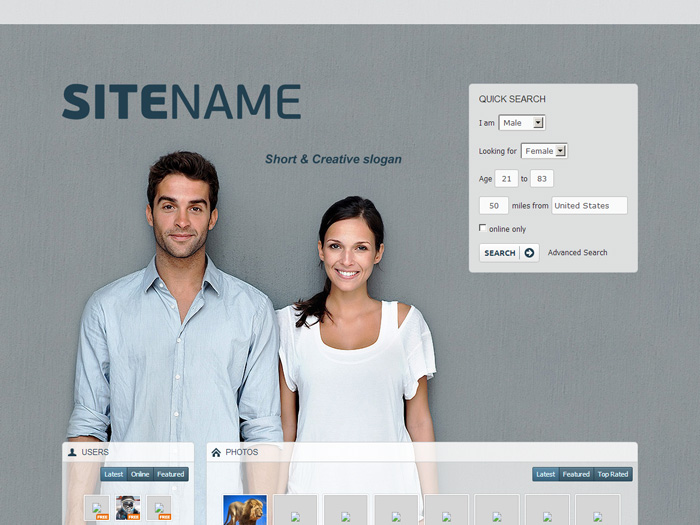 SITENAME
Short & Creative slogan
QUICK SEARCH
I am Male
Looking for Female
Age 21 to 83
50 miles from United States
online only
SEARCH Advanced Search
USERS
Latest Online Featured
FREE FREE
PHOTOS
Latest Featured Top Rated